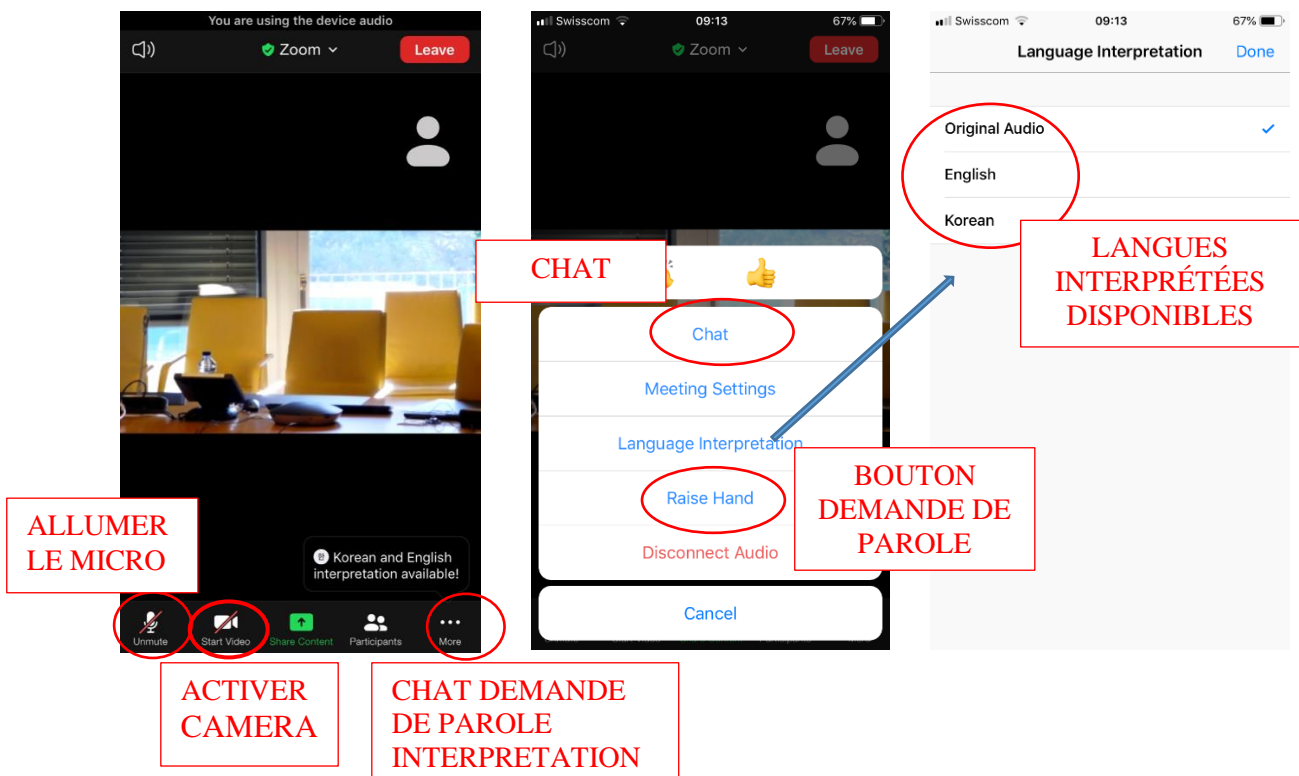 You are using the device audio
Zoom
Leave
Korean and English
interpretation available!
Unmute
Start Video
Share Content
Participants
More
ALLUMER
LE MICRO
ACTIVER
CAMERA
CHAT DEMANDE
DE PAROLE
INTERPRETATION
Swisscom
09:13
67%
Zoom
Leave
CHAT
Chat
Meeting Settings
Language Interpretation
Raise Hand
Disconnect Audio
Cancel
BOUTON
DEMANDE DE
PAROLE
Swisscom
09:13
67%
Language Interpretation
Done
Original Audio
English
Korean
LANGUES
INTERPRÉTÉES
DISPONIBLES